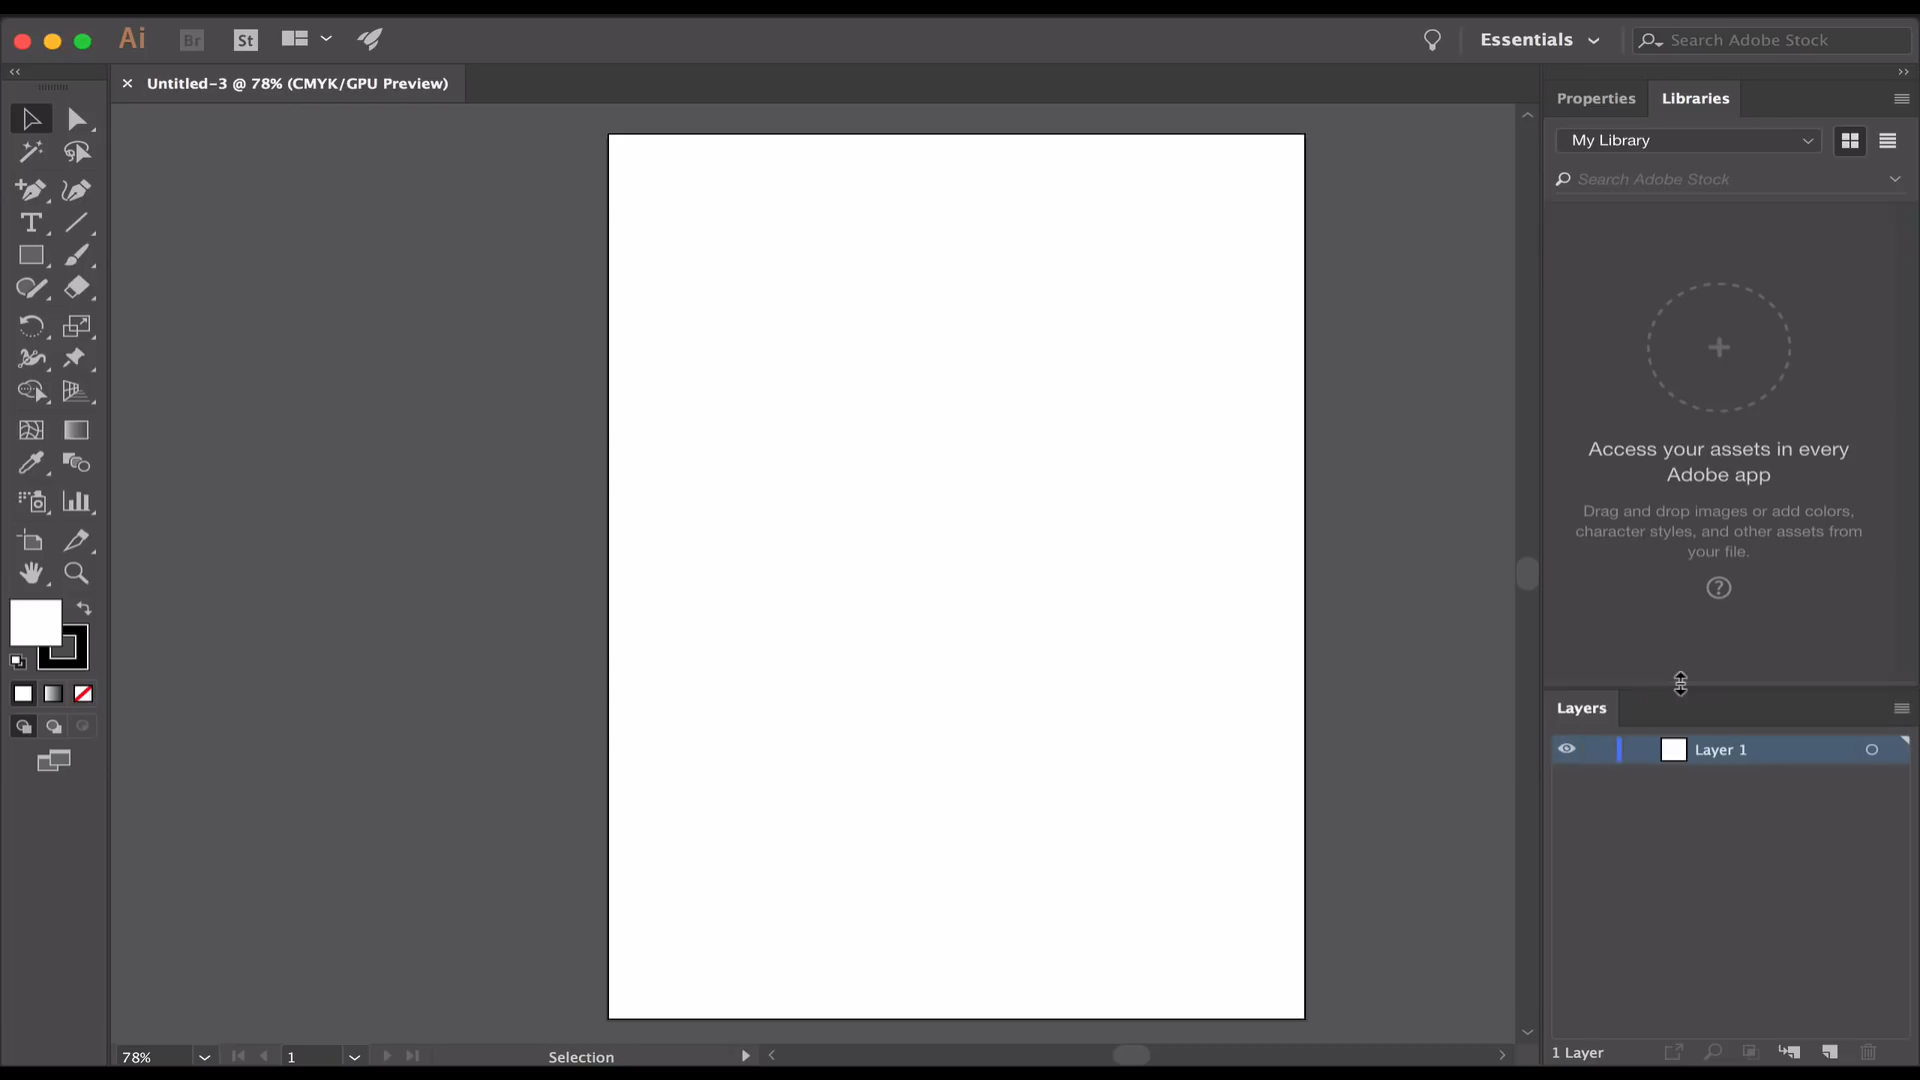 Ai Br St Essentials Search Adobe Stock
Untitled-3 @ 78% (CMYK/GPU Preview)
Properties Libraries
My Library
Search Adobe Stock
T
Access your assets in every
Adobe app
Drag and drop images or add colors,
character styles, and other assets from
your file.
?
Layers
Layer 1
78% 1 Selection
1 Layer